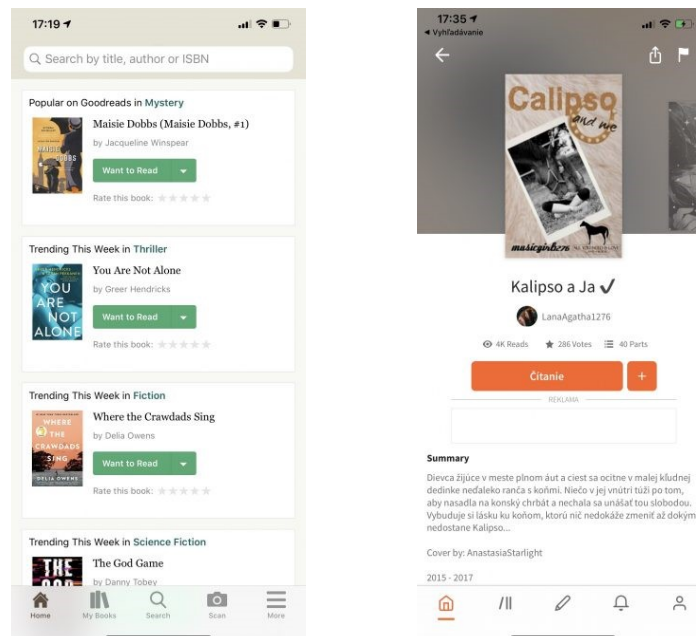 17:19
Search by title, author or ISBN
Popular on Goodreads in Mystery
MAISIE
DOBBS
Maisie Dobbs (Maisie Dobbs, #1)
by Jacqueline Winspear
Want to Read
Rate this book:
Trending This Week in Thriller
YOU
ARE
NOT
ALONE
You Are Not Alone
by Greer Hendricks
Want to Read
Rate this book:
Trending This Week in Fiction
WHERE
THE
CRAWDADS
SING
DELIA OWENS
Where the Crawdads Sing
by Delia Owens
Want to Read
Rate this book:
Trending This Week in Science Fiction
THE
GOD
The God Game
by Danny Tobey
Home
My Books
Search
Scan
More
17:35
Vyhľadávanie
Calipso
and me
musicgirl1276
Kalipso a Ja
LanaAgatha1276
4K Reads
286 Votes
40 Parts
Čítanie
+
REKLAMA
Summary
Dievca žijúce v meste plnom áut a ciest sa ocitne v malej kľudnej
dedinke neďaleko ranča s koňmi. Niečo v jej vnútri túži po tom,
aby nasadla na konský chrbát a nechala sa unášať tou slobodou.
Vybuduje si lásku ku koňom, ktorú nič nedokáže zmeniť až dokým
nedostane Kalipso...
Cover by: AnastasiaStarlight
2015 - 2017